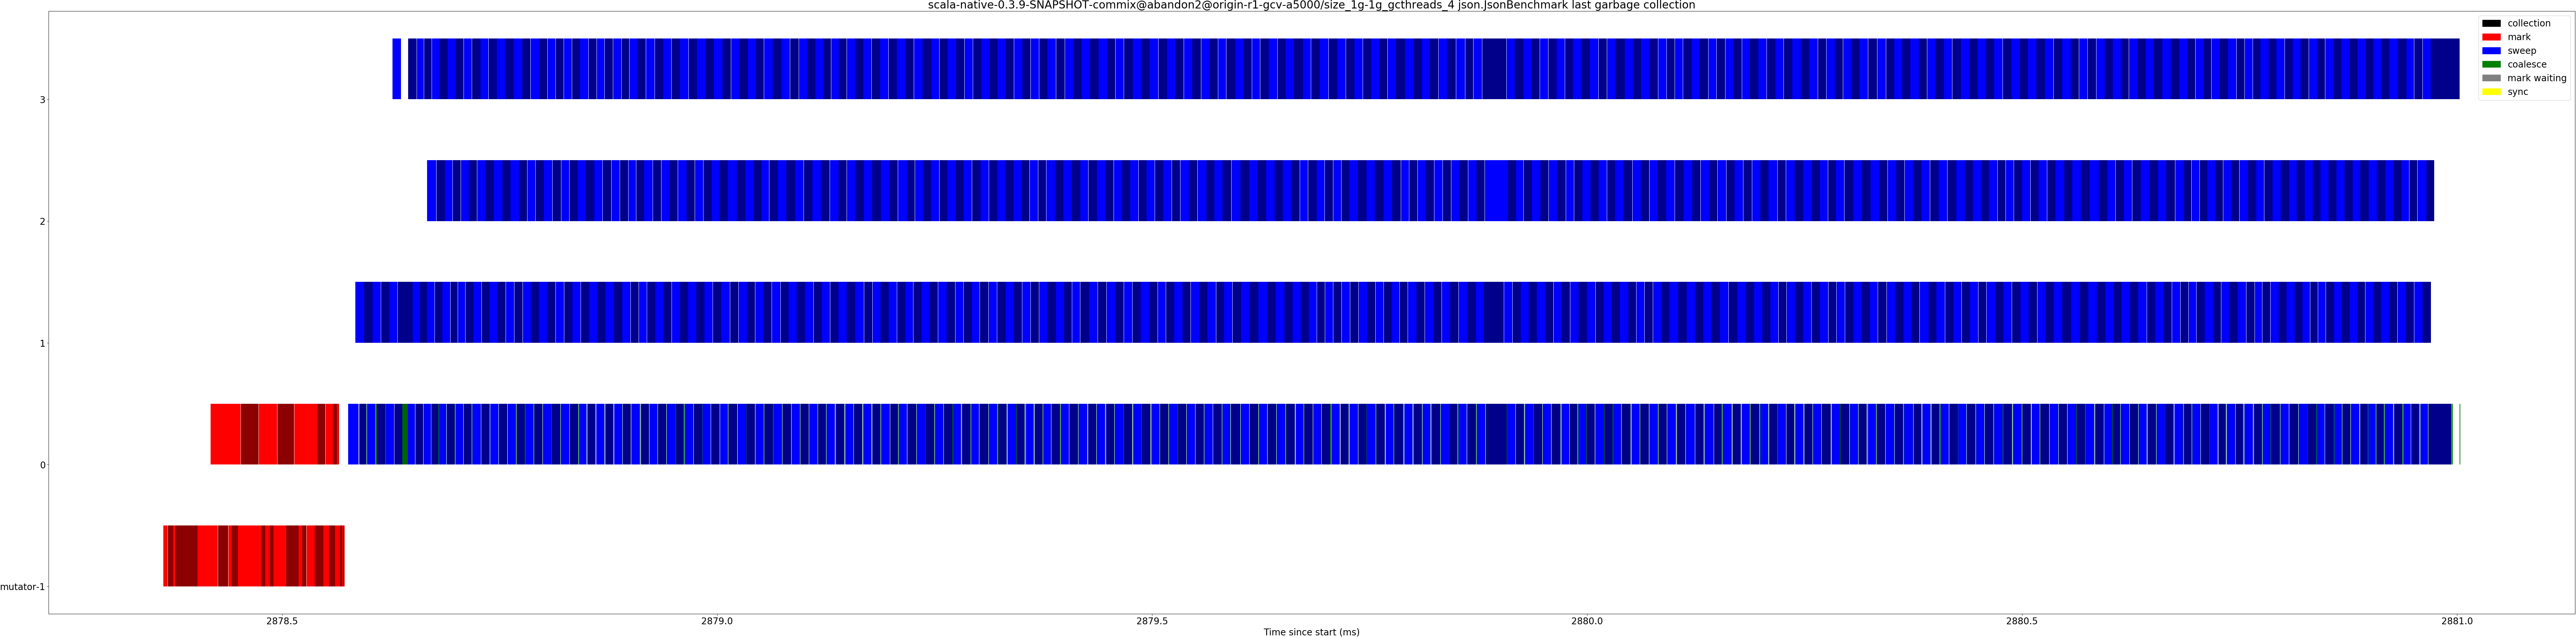 scala-native-0.3.9-SNAPSHOT-commix@abandon2@origin-r1-gcv-a5000/size_1g-1g_gcthreads_4 json.JsonBenchmark last garbage collection
collection
mark
sweep
coalesce
mark waiting
sync
3
2
1
0
mutator-1
2878.5
2879.0
2879.5
2880.0
2880.5
2881.0
Time since start (ms)